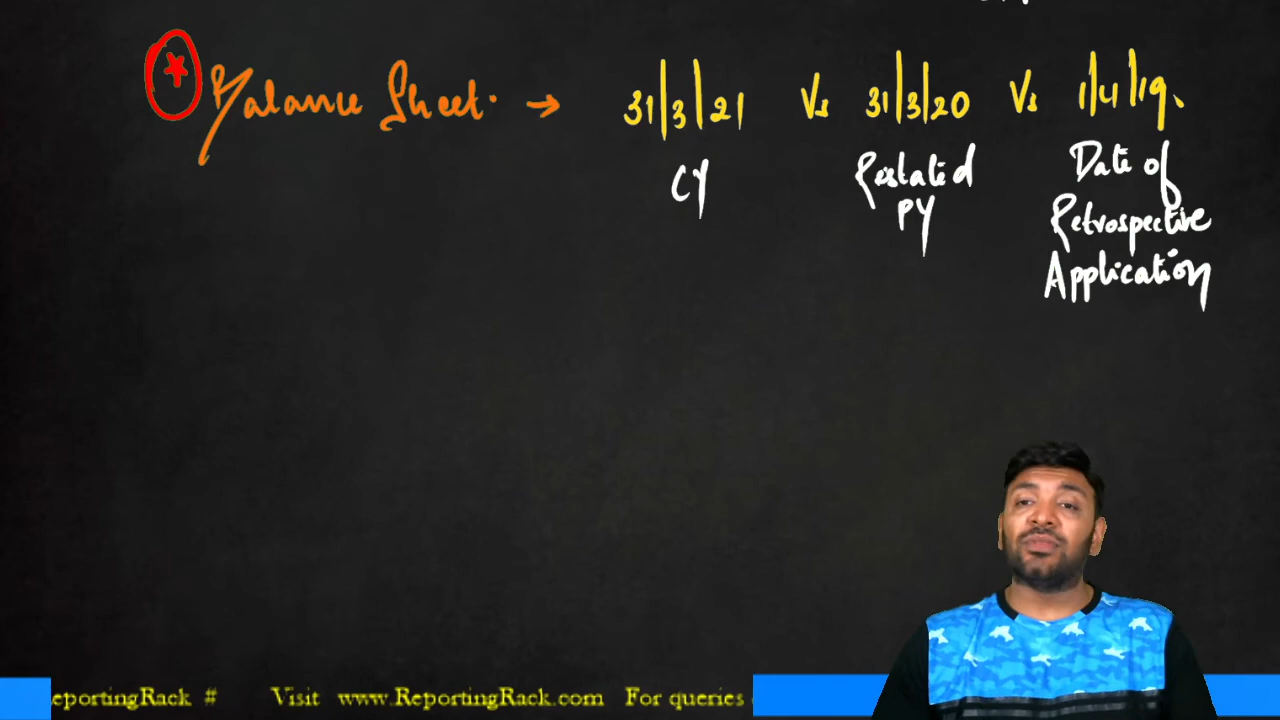 Balance Sheet. → 31/3/21 Vs 31/3/20 Vs 1/4/19.
CY
Restated
PY
Date of
Retrospective
Application
eportingRack # Visit www.ReportingRack.com For queries